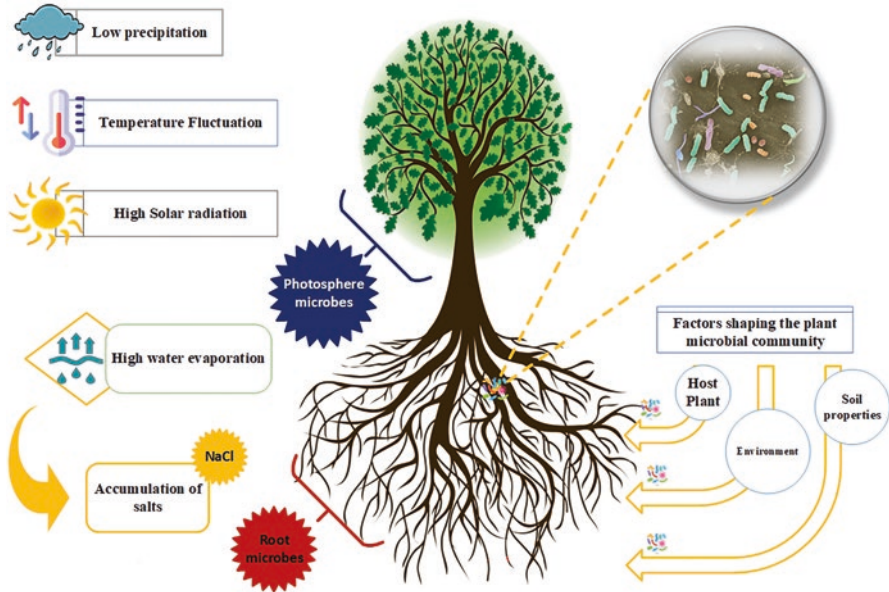 Low precipitation
Temperature Fluctuation
High Solar radiation
Photosphere
microbes
High water evaporation
NaCl
Accumulation of
salts
Root
microbes
Factors shaping the plant
microbial community
Host
Plant
Soil
properties
Environment